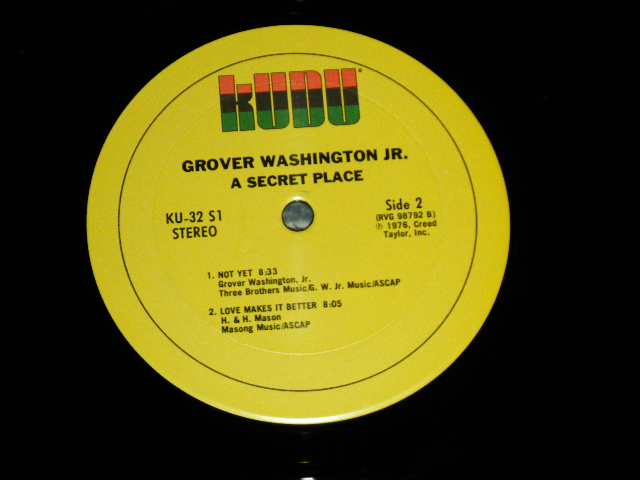 kUDU
GROVER WASHINGTON JR.
A SECRET PLACE
KU-32 S1
STEREO
Side 2
(RVG 98792 B)
℗ 1976, Creed
Taylor, Inc.
1. NOT YET 8:33
Grover Washington, Jr.
Three Brothers Music/G. W. Jr. Music/ASCAP
2. LOVE MAKES IT BETTER 8:05
H. & H. Mason
Masong Music/ASCAP